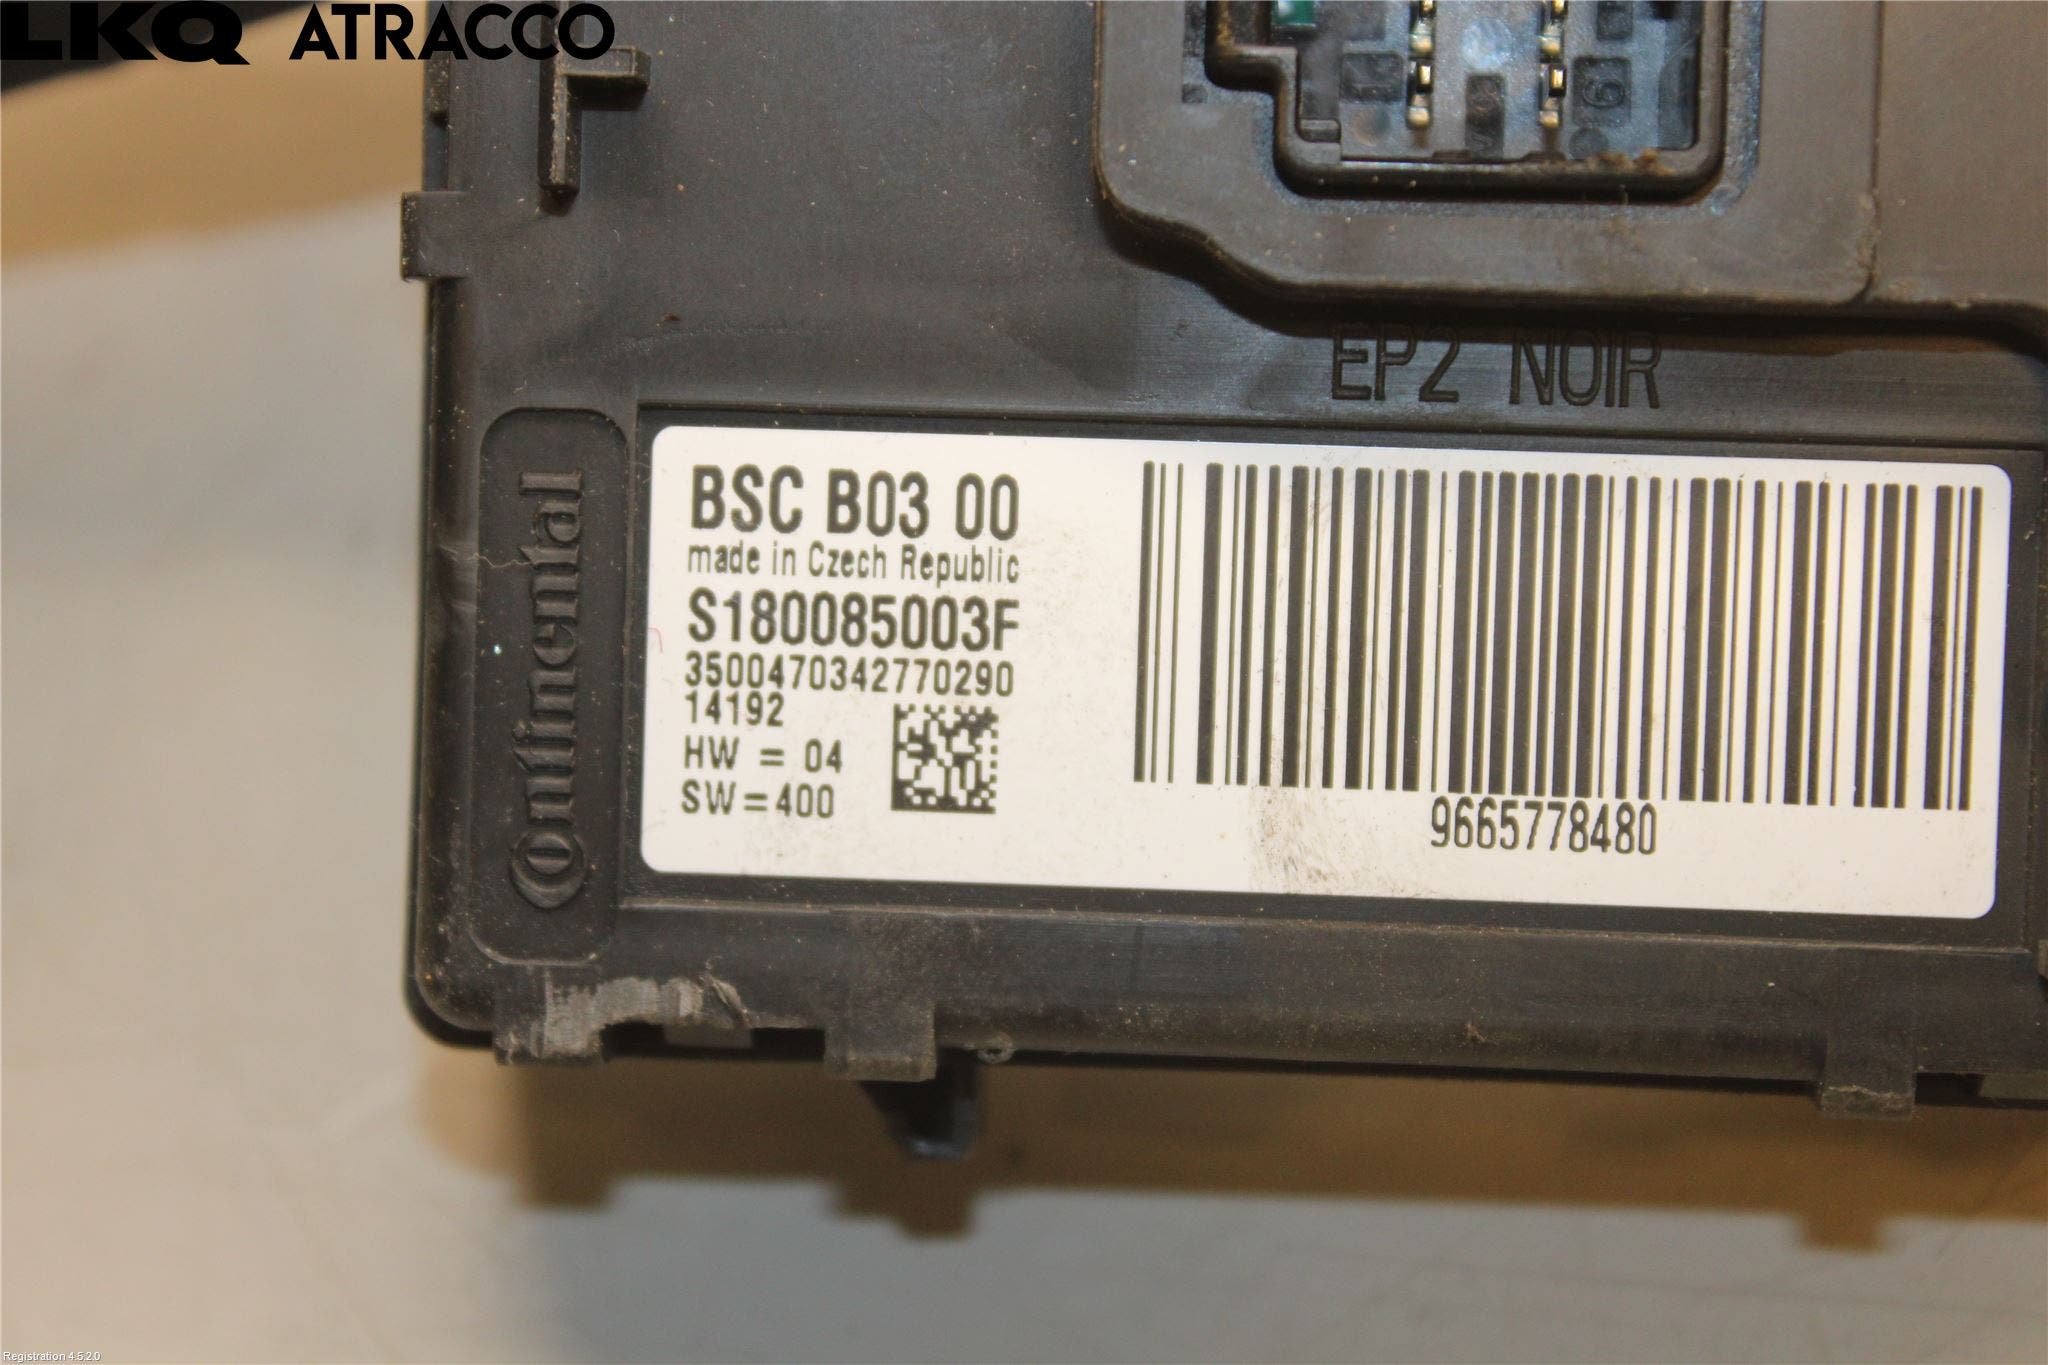 LKQ ATRACCO
9
EP2 NOIR
Continental
BSC B03 00
made in Czech Republic
S180085003F
3500470342770290
14192
HW = 04
SW=400
9665778480
Registration 4.5.2.0